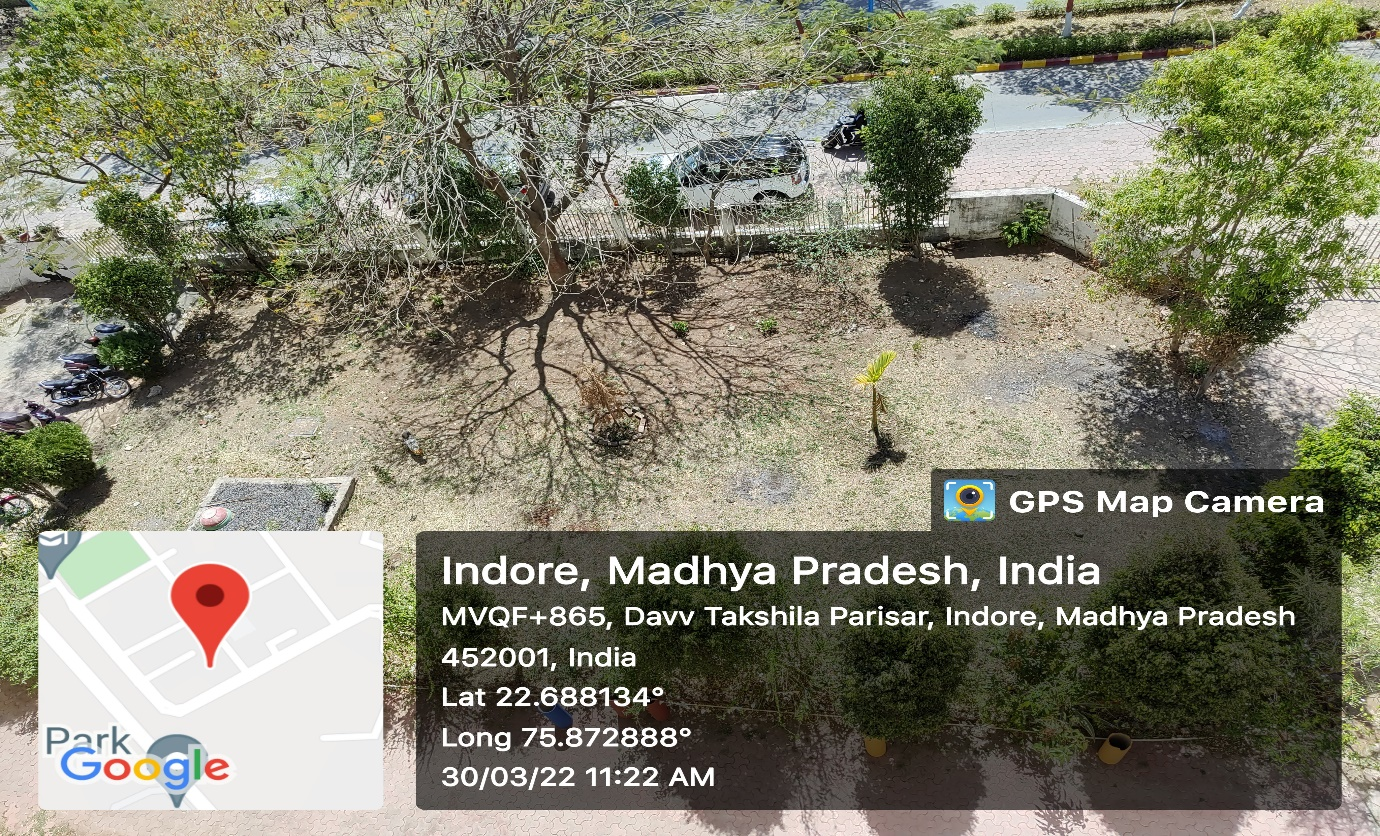 GPS Map Camera
Indore, Madhya Pradesh, India
MVQF+865, Davv Takshila Parisar, Indore, Madhya Pradesh
452001, India
Lat 22.688134°
Long 75.872888°
30/03/22 11:22 AM
Park
Google